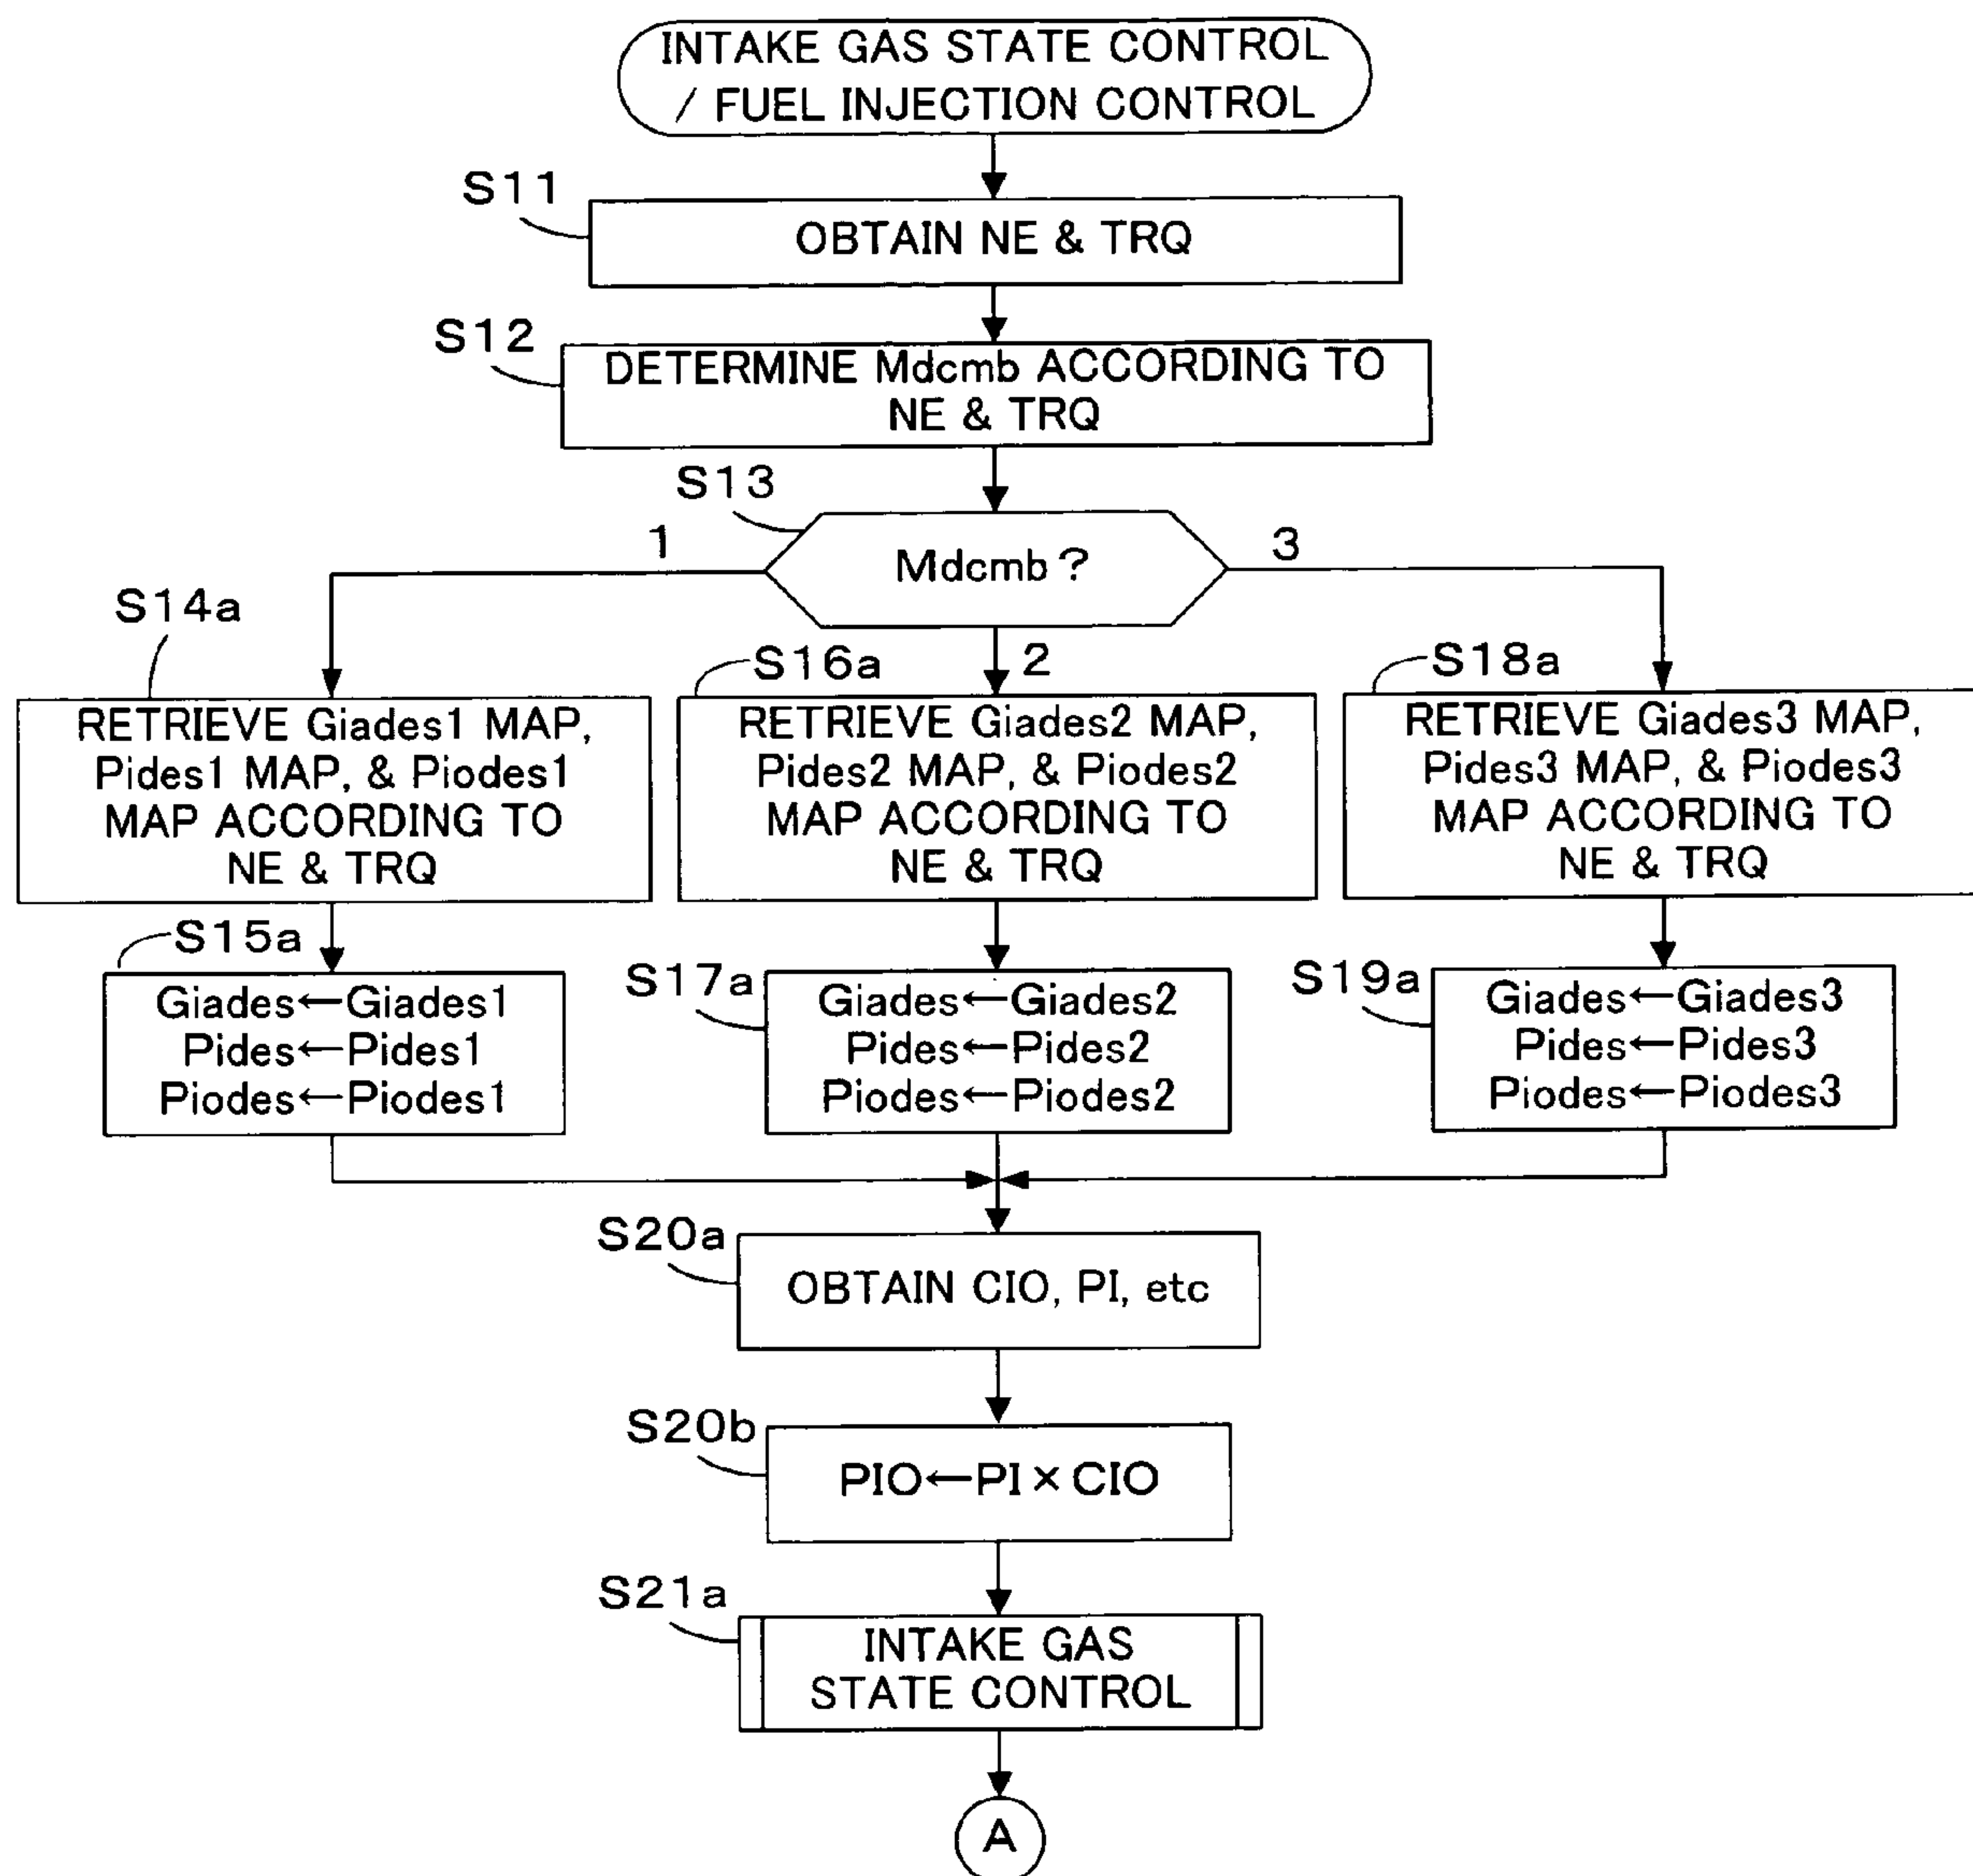 INTAKE GAS STATE CONTROL
/ FUEL INJECTION CONTROL
S11
OBTAIN NE & TRQ
S12
DETERMINE Mdcmb ACCORDING TO
NE & TRQ
S13
Mdcmb?
1
2
3
S14a
RETRIEVE Giades1 MAP,
Pides1 MAP, & Piodes1
MAP ACCORDING TO
NE & TRQ
S16a
RETRIEVE Giades2 MAP,
Pides2 MAP, & Piodes2
MAP ACCORDING TO
NE & TRQ
S18a
RETRIEVE Giades3 MAP,
Pides3 MAP, & Piodes3
MAP ACCORDING TO
NE & TRQ
S15a
Giades←Giades1
Pides←Pides1
Piodes←Piodes1
S17a
Giades←Giades2
Pides←Pides2
Piodes←Piodes2
S19a
Giades←Giades3
Pides←Pides3
Piodes←Piodes3
S20a
OBTAIN CIO, PI, etc
S20b
PIO←PI×CIO
S21a
INTAKE GAS
STATE CONTROL
A